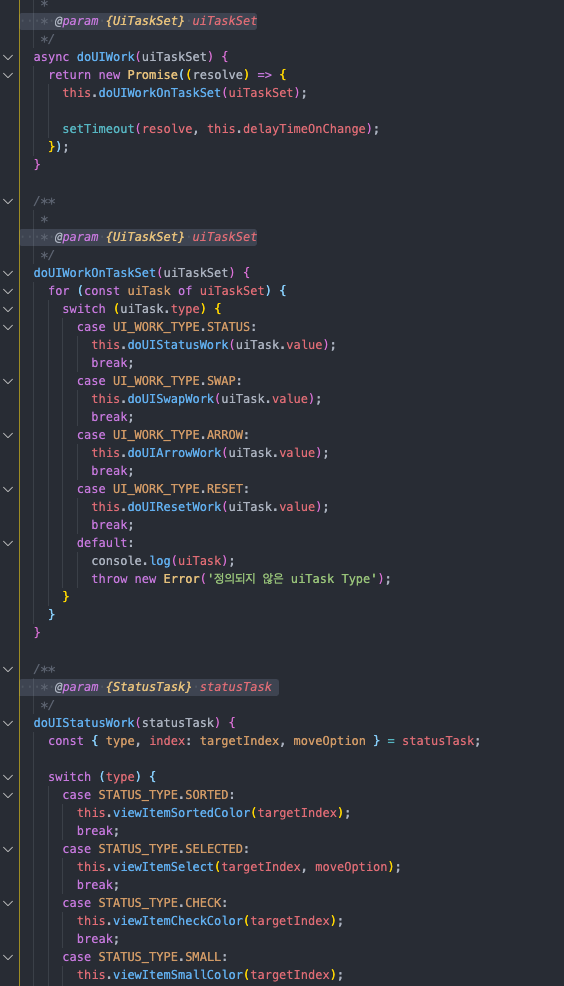 *
* @param {UiTaskSet} uiTaskSet
*/
async doUIWork(uiTaskSet) {
return new Promise((resolve) => {
this.doUIWorkOnTaskSet(uiTaskSet);
setTimeout(resolve, this.delayTimeOnChange);
});
}
/**
*
* @param {UiTaskSet} uiTaskSet
*/
doUIWorkOnTaskSet(uiTaskSet) {
for (const uiTask of uiTaskSet) {
switch (uiTask.type) {
case UI_WORK_TYPE.STATUS:
this.doUIStatusWork(uiTask.value);
break;
case UI_WORK_TYPE.SWAP:
this.doUISwapWork(uiTask.value);
break;
case UI_WORK_TYPE.ARROW:
this.doUIArrowWork(uiTask.value);
break;
case UI_WORK_TYPE.RESET:
this.doUIResetWork(uiTask.value);
break;
default:
console.log(uiTask);
throw new Error('정의되지 않은 uiTask Type');
}
}
}
/**
* @param {StatusTask} statusTask
*/
doUIStatusWork(statusTask) {
const { type, index: targetIndex, moveOption } = statusTask;
switch (type) {
case STATUS_TYPE.SORTED:
this.viewItemSortedColor(targetIndex);
break;
case STATUS_TYPE.SELECTED:
this.viewItemSelect(targetIndex, moveOption);
break;
case STATUS_TYPE.CHECK:
this.viewItemCheckColor(targetIndex);
break;
case STATUS_TYPE.SMALL:
this.viewItemSmallColor(targetIndex);